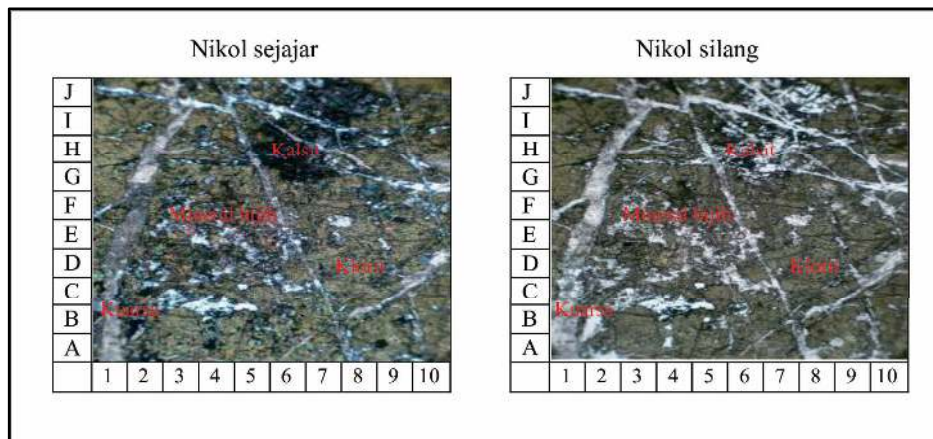 Nikol sejajar
Nikol silang
J
I
H
G
F
E
D
C
B
A
Kalsit
Mineral bijih
Klorit
Kuarsa
1 2 3 4 5 6 7 8 9 10
J
I
H
G
F
E
D
C
B
A
Kalsit
Mineral bijih
Klorit
Kuarsa
1 2 3 4 5 6 7 8 9 10